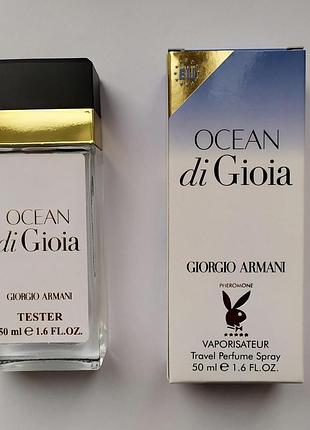 OCEAN
di Gioia
GIORGIO ARMANI
TESTER
50 ml e 1.6 FL.OZ.
EU
OCEAN
di Gioia
GIORGIO ARMANI
PHEROMONE
VAPORISATEUR
Travel Perfume Spray
50 ml e 1.6 FL.OZ.